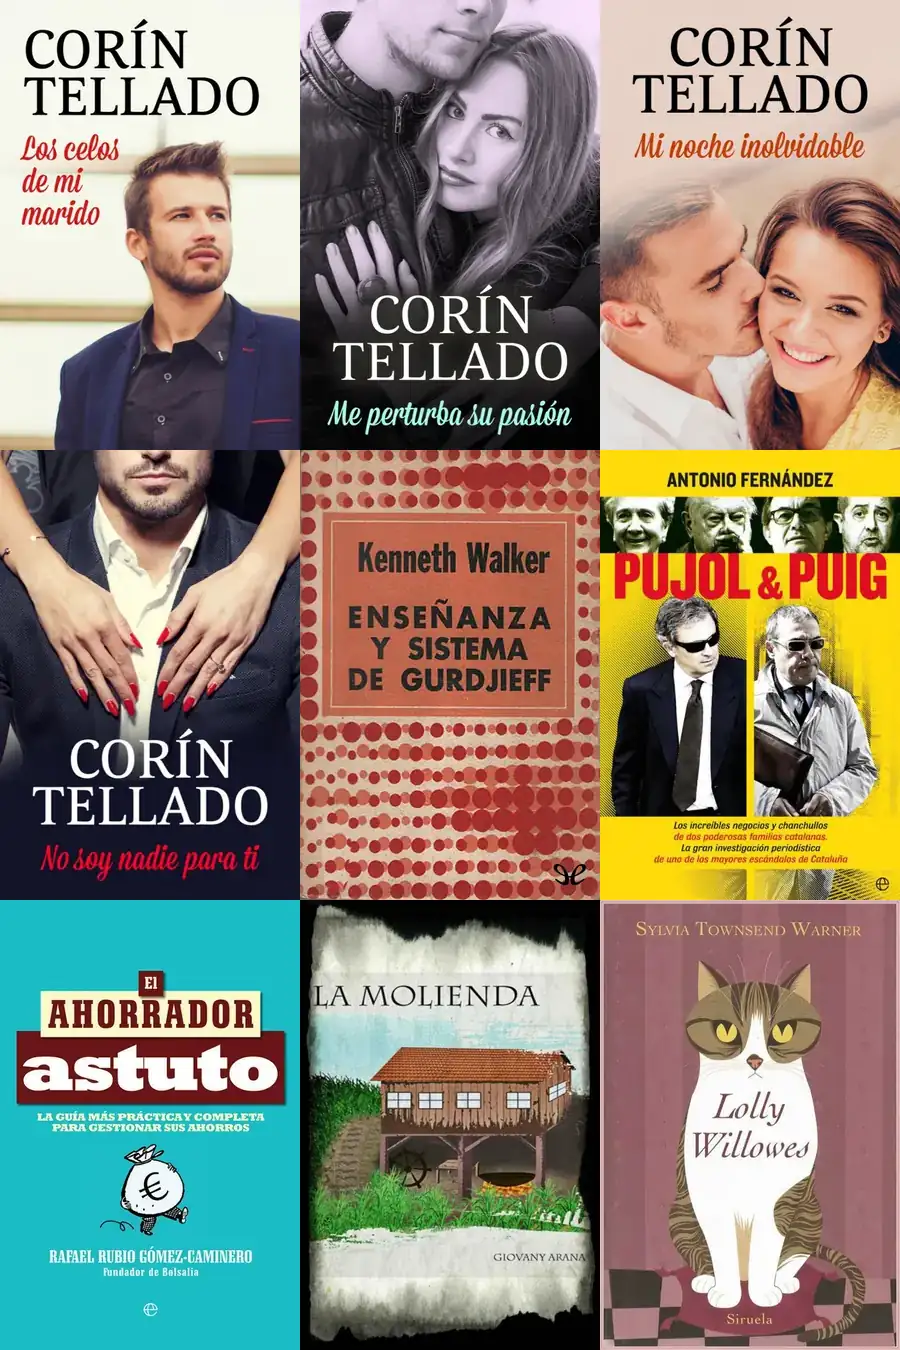 CORÍN
TELLADO
Los celos
de mi
marido
CORÍN
TELLADO
Me perturba su pasión
CORÍN
TELLADO
Mi noche inolvidable
CORÍN
TELLADO
No soy nadie para ti
Kenneth Walker
ENSEÑANZA
Y SISTEMA
DE GURDJIEFF
ANTONIO FERNÁNDEZ
PUJOL & PUIG
Los increíbles negocios y chanchullos
de dos poderosas familias catalanas.
La gran investigación periodística
de uno de los mayores escándalos de Cataluña
El
AHORRADOR
astuto
LA GUÍA MÁS PRÁCTICA Y COMPLETA
PARA GESTIONAR SUS AHORROS
€
RAFAEL RUBIO GÓMEZ-CAMINERO
Fundador de Bolsalia
e
LA MOLIENDA
GIOVANY ARANA
SYLVIA TOWNSEND WARNER
Lolly
Willowes
Siruela